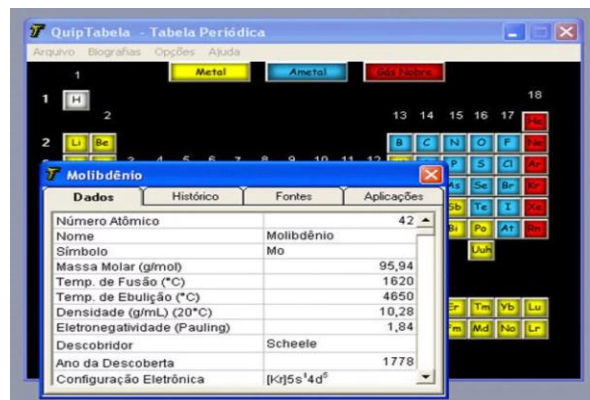 QuipTabela - Tabela Periódica
Arquivo Biografias Opções Ajuda
Metal Ametal Gás Nobre
1 18
1 H
2 13 14 15 16 17 He
2 Li Be B C N O F Ne
3 4 5 6 7 8 9 10 11 12 P S Cl Ar
As Se Br Kr
Sb Te I Xe
Bi Po At Rn
Uuh
Er Tm Yb Lu
Fm Md No Lr
Molibdênio
Dados Histórico Fontes Aplicações
Número Atômico 42
Nome Molibdênio
Símbolo Mo
Massa Molar (g/mol) 95,94
Temp. de Fusão (°C) 1620
Temp. de Ebulição (°C) 4650
Densidade (g/mL) (20°C) 10,28
Eletronegatividade (Pauling) 1,84
Descobridor Scheele
Ano da Descoberta 1778
Configuração Eletrônica [Kr]5s¹4d⁵